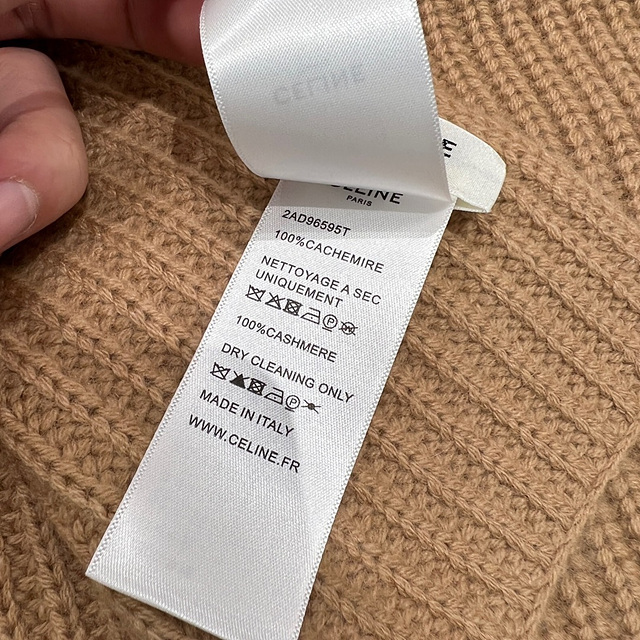 CELINE
CELINE
PARIS
2AD96595T
100%CACHEMIRE
NETTOYAGE A SEC
UNIQUEMENT
100%CASHMERE
DRY CLEANING ONLY
MADE IN ITALY
WWW.CELINE.FR